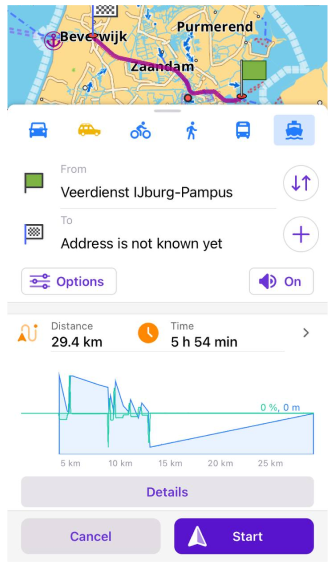 Purmerend
Beverwijk
Zaandam
From
Veerdienst IJburg-Pampus
To
Address is not known yet
Options
On
Distance
29.4 km
Time
5 h 54 min
0 %, 0 m
5 km 10 km 15 km 20 km 25 km
Details
Cancel
Start